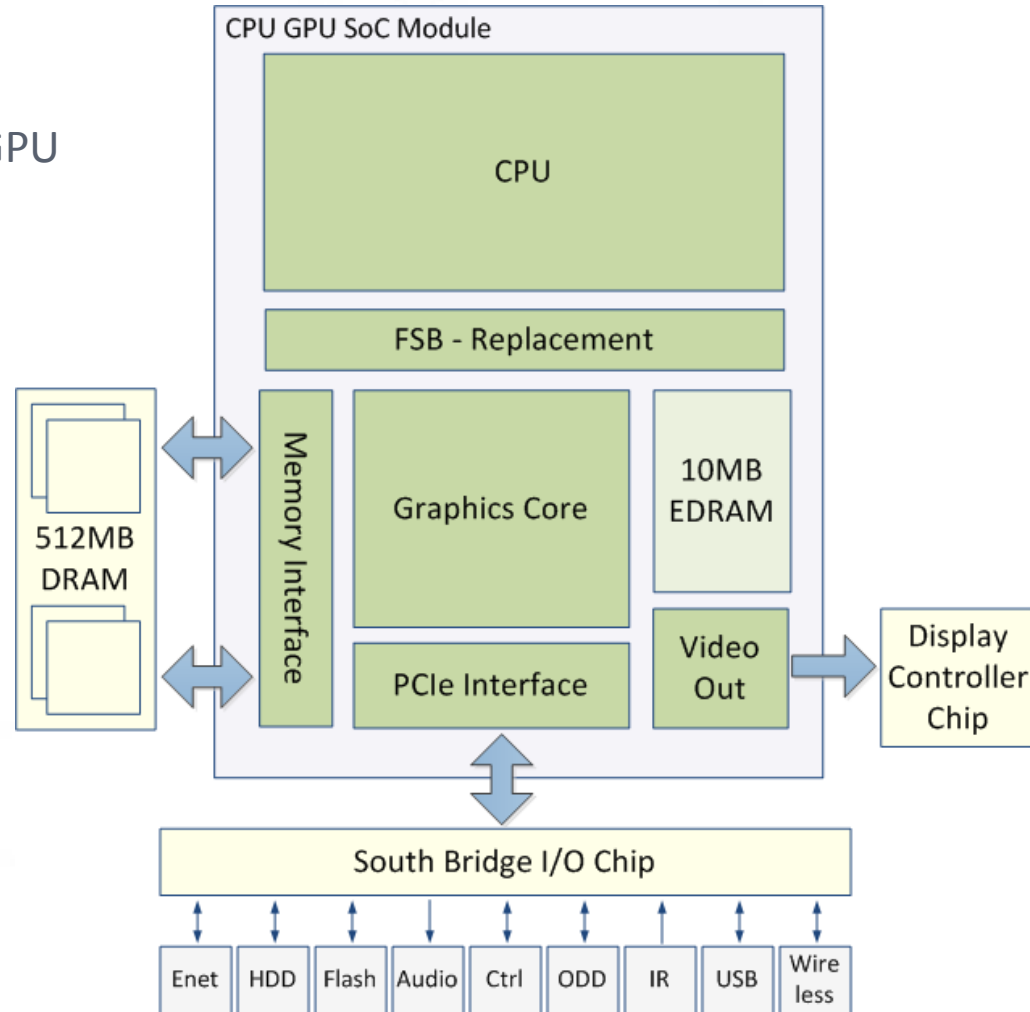 CPU GPU SoC Module
GPU
CPU
FSB - Replacement
Memory Interface
Graphics Core
10MB
EDRAM
512MB
DRAM
PCIe Interface
Video
Out
Display
Controller
Chip
South Bridge I/O Chip
Enet
HDD
Flash
Audio
Ctrl
ODD
IR
USB
Wire
less